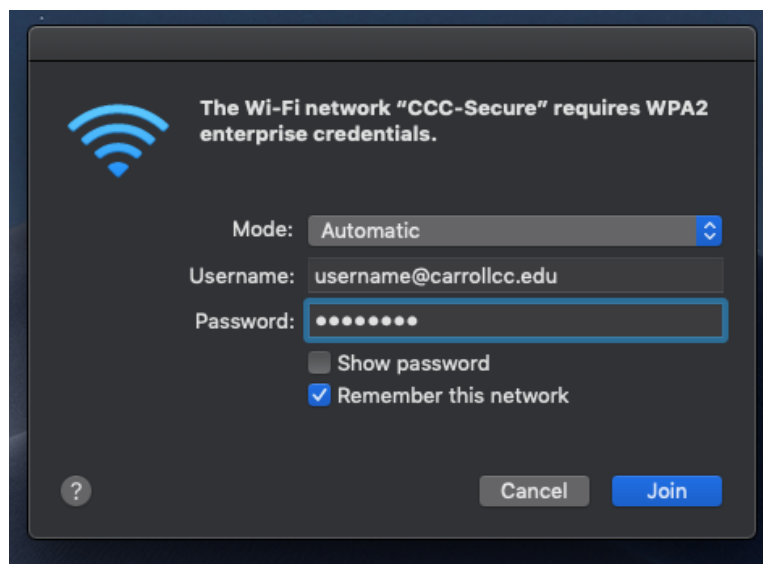 The Wi-Fi network “CCC-Secure” requires WPA2
enterprise credentials.
Mode: Automatic
Username: username@carrollcc.edu
Password: ••••••••
Show password
Remember this network
? Cancel Join